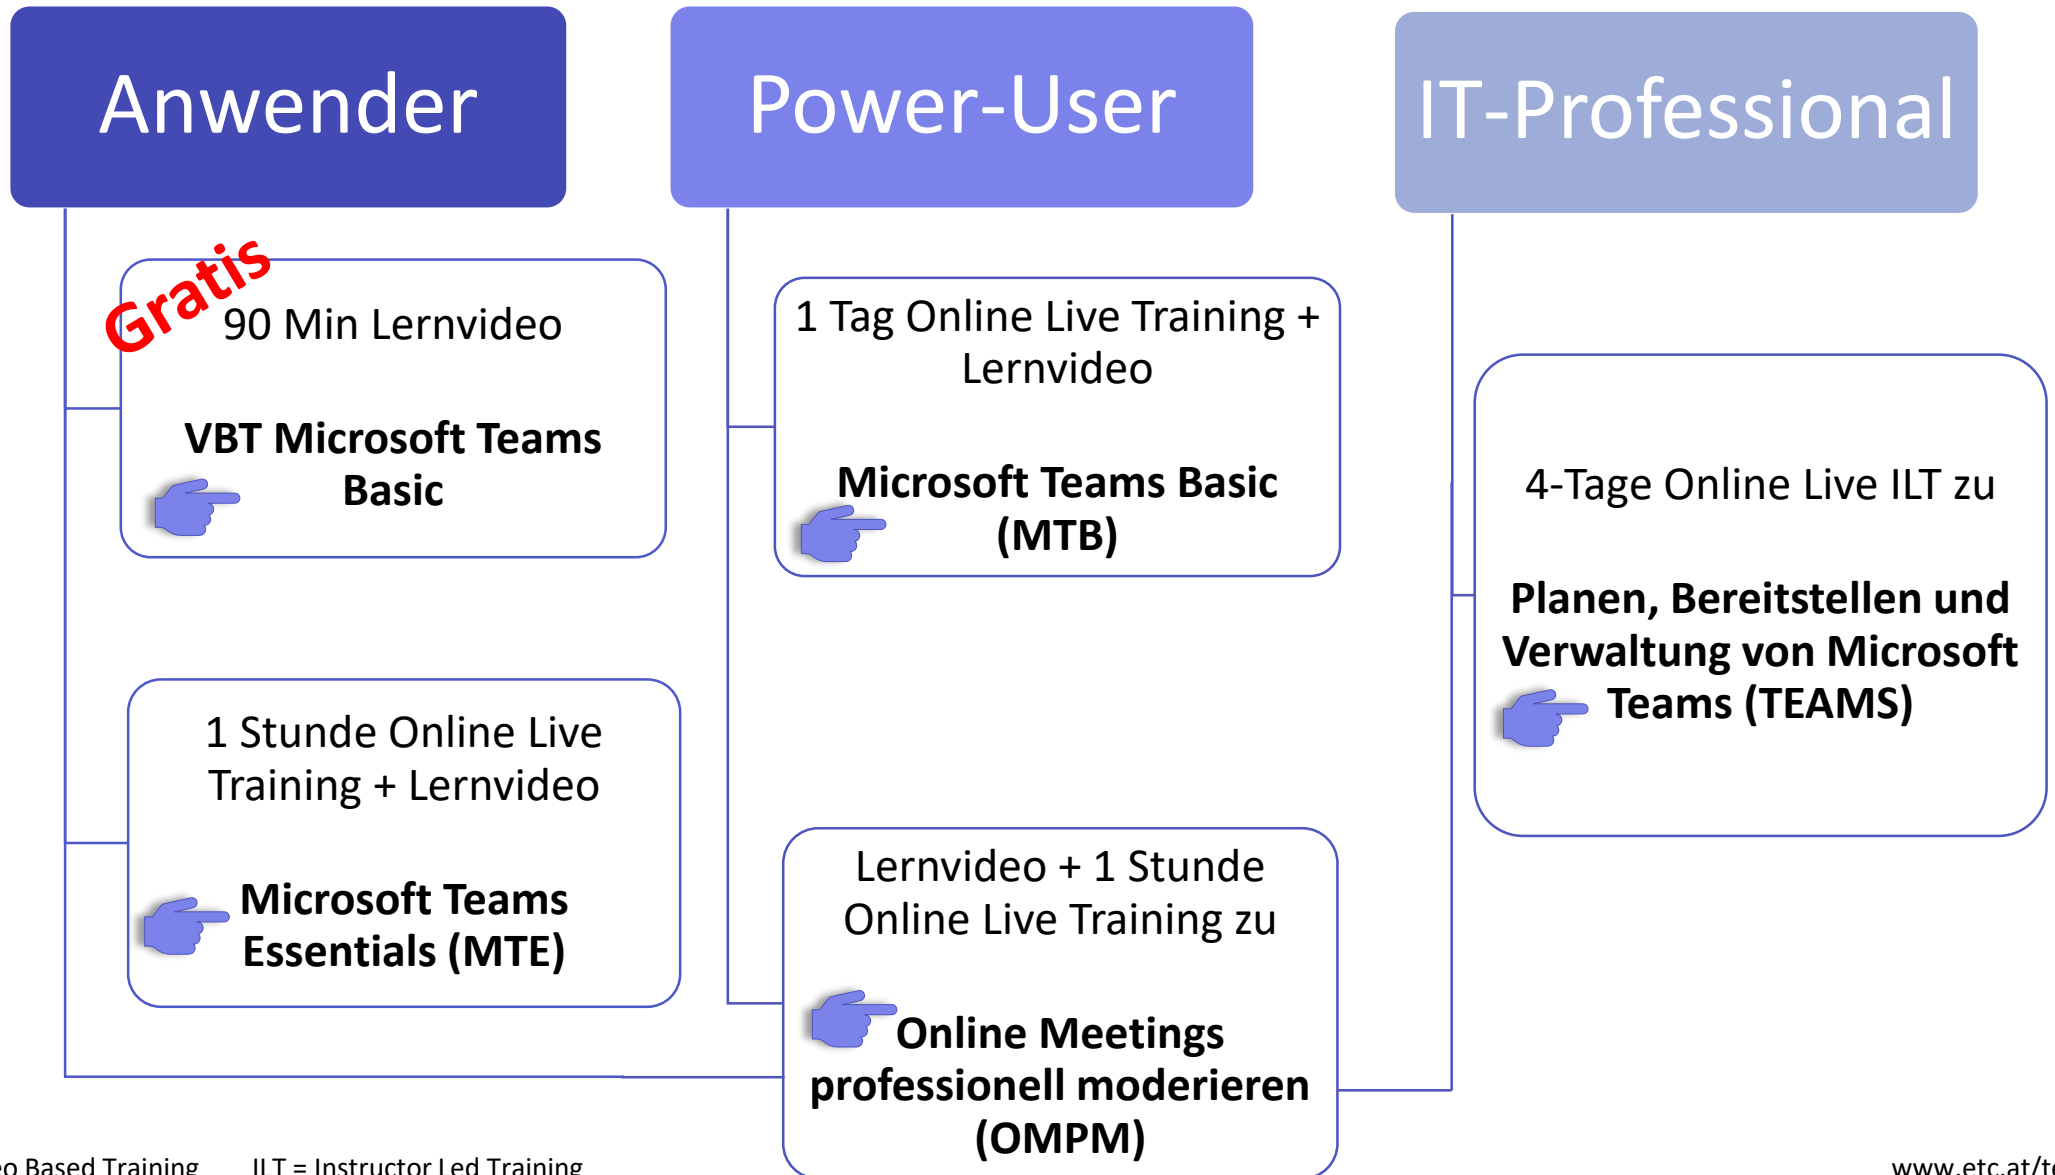 Anwender
Gratis
90 Min Lernvideo
VBT Microsoft Teams
Basic
1 Stunde Online Live
Training + Lernvideo
Microsoft Teams
Essentials (MTE)
Power-User
1 Tag Online Live Training +
Lernvideo
Microsoft Teams Basic
(MTB)
Lernvideo + 1 Stunde
Online Live Training zu
Online Meetings
professionell moderieren
(OMPM)
IT-Professional
4-Tage Online Live ILT zu
Planen, Bereitstellen und
Verwaltung von Microsoft
Teams (TEAMS)
Based Training ILT = Instructor Led Training
www.etc.at/